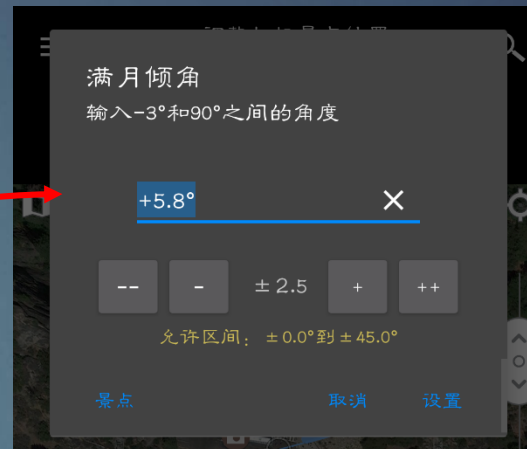 满月倾角
输入-3°和90°之间的角度
+5.8°
-- - ±2.5 + ++
允许区间：±0.0°到±45.0°
景点 取消 设置